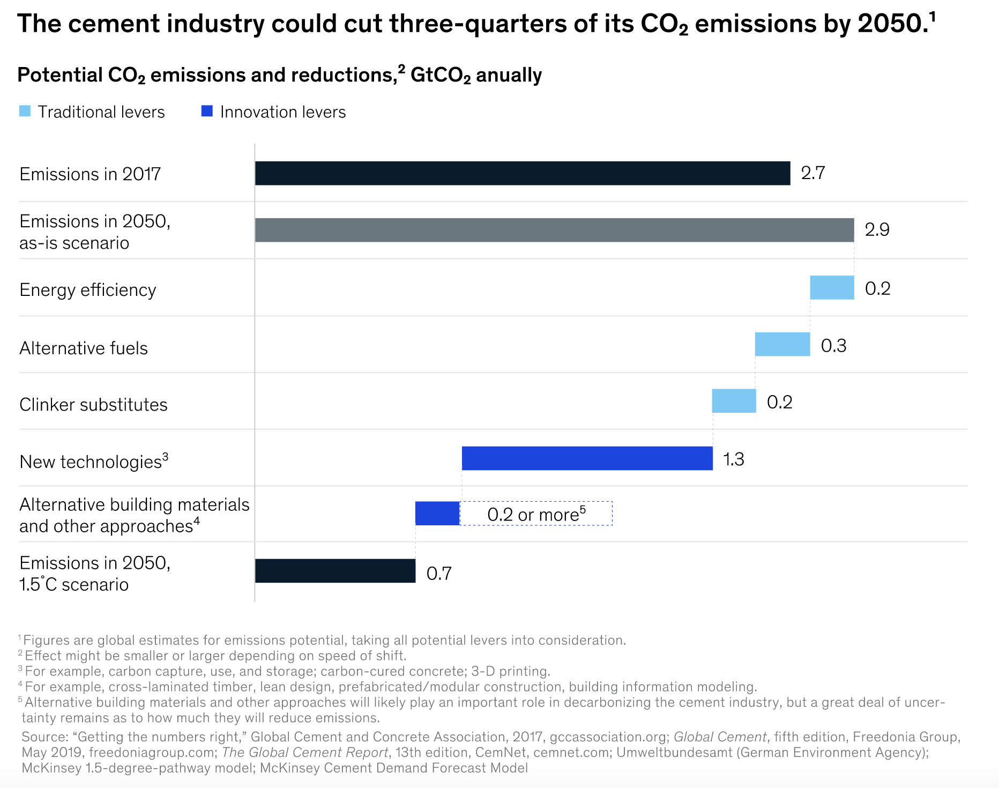 The cement industry could cut three-quarters of its CO₂ emissions by 2050.¹
Potential CO₂ emissions and reductions,² GtCO₂ anually
Traditional levers
Innovation levers
Emissions in 2017
2.7
Emissions in 2050,
as-is scenario
2.9
Energy efficiency
0.2
Alternative fuels
0.3
Clinker substitutes
0.2
New technologies³
1.3
Alternative building materials
and other approaches⁴
0.2 or more⁵
Emissions in 2050,
1.5°C scenario
0.7
¹ Figures are global estimates for emissions potential, taking all potential levers into consideration.
² Effect might be smaller or larger depending on speed of shift.
³ For example, carbon capture, use, and storage; carbon-cured concrete; 3-D printing.
⁴ For example, cross-laminated timber, lean design, prefabricated/modular construction, building information modeling.
⁵ Alternative building materials and other approaches will likely play an important role in decarbonizing the cement industry, but a great deal of uncer-
tainty remains as to how much they will reduce emissions.
Source: “Getting the numbers right,” Global Cement and Concrete Association, 2017, gccassociation.org; Global Cement, fifth edition, Freedonia Group,
May 2019, freedoniagroup.com; The Global Cement Report, 13th edition, CemNet, cemnet.com; Umweltbundesamt (German Environment Agency);
McKinsey 1.5-degree-pathway model; McKinsey Cement Demand Forecast Model